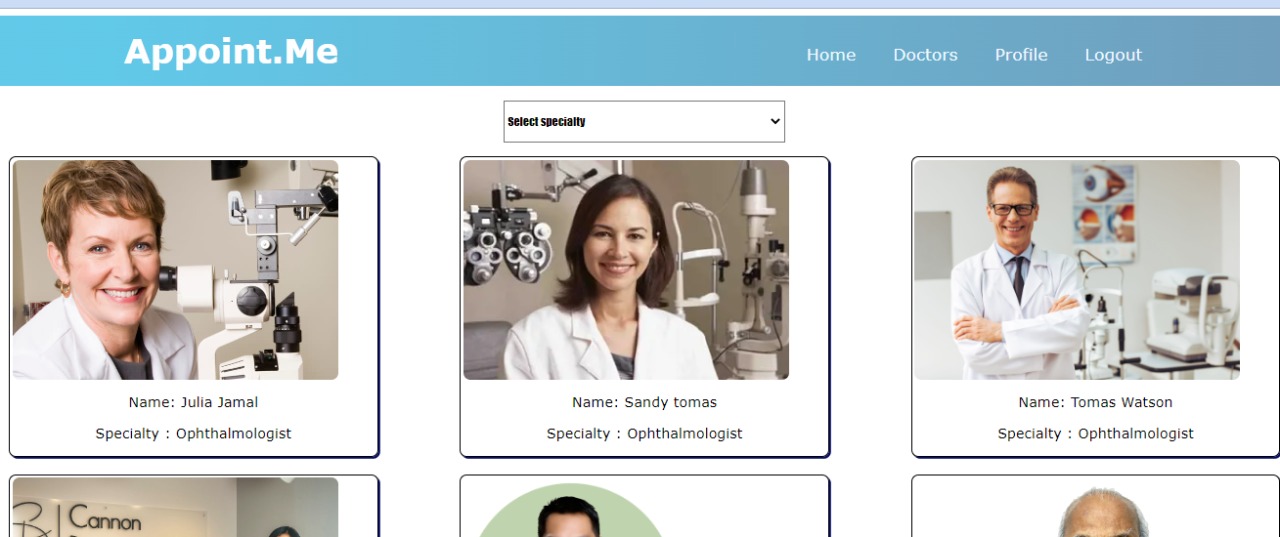 Appoint.Me
Home Doctors Profile Logout
Select specialty
Name: Julia Jamal
Specialty : Ophthalmologist
Name: Sandy tomas
Specialty : Ophthalmologist
Name: Tomas Watson
Specialty : Ophthalmologist
Cannon